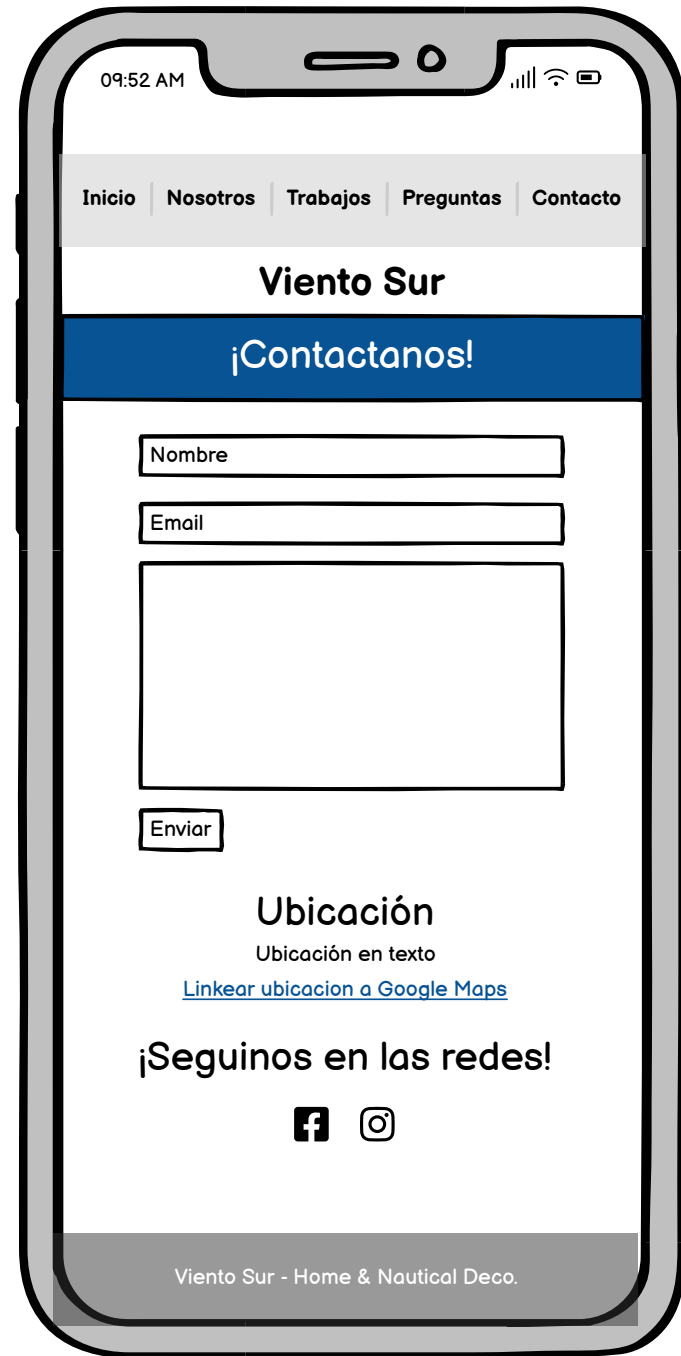 09:52 AM
Inicio Nosotros Trabajos Preguntas Contacto
Viento Sur
¡Contactanos!
Nombre
Email
Enviar
Ubicación
Ubicación en texto
Linkear ubicacion a Google Maps
¡Seguinos en las redes!
Viento Sur - Home & Nautical Deco.